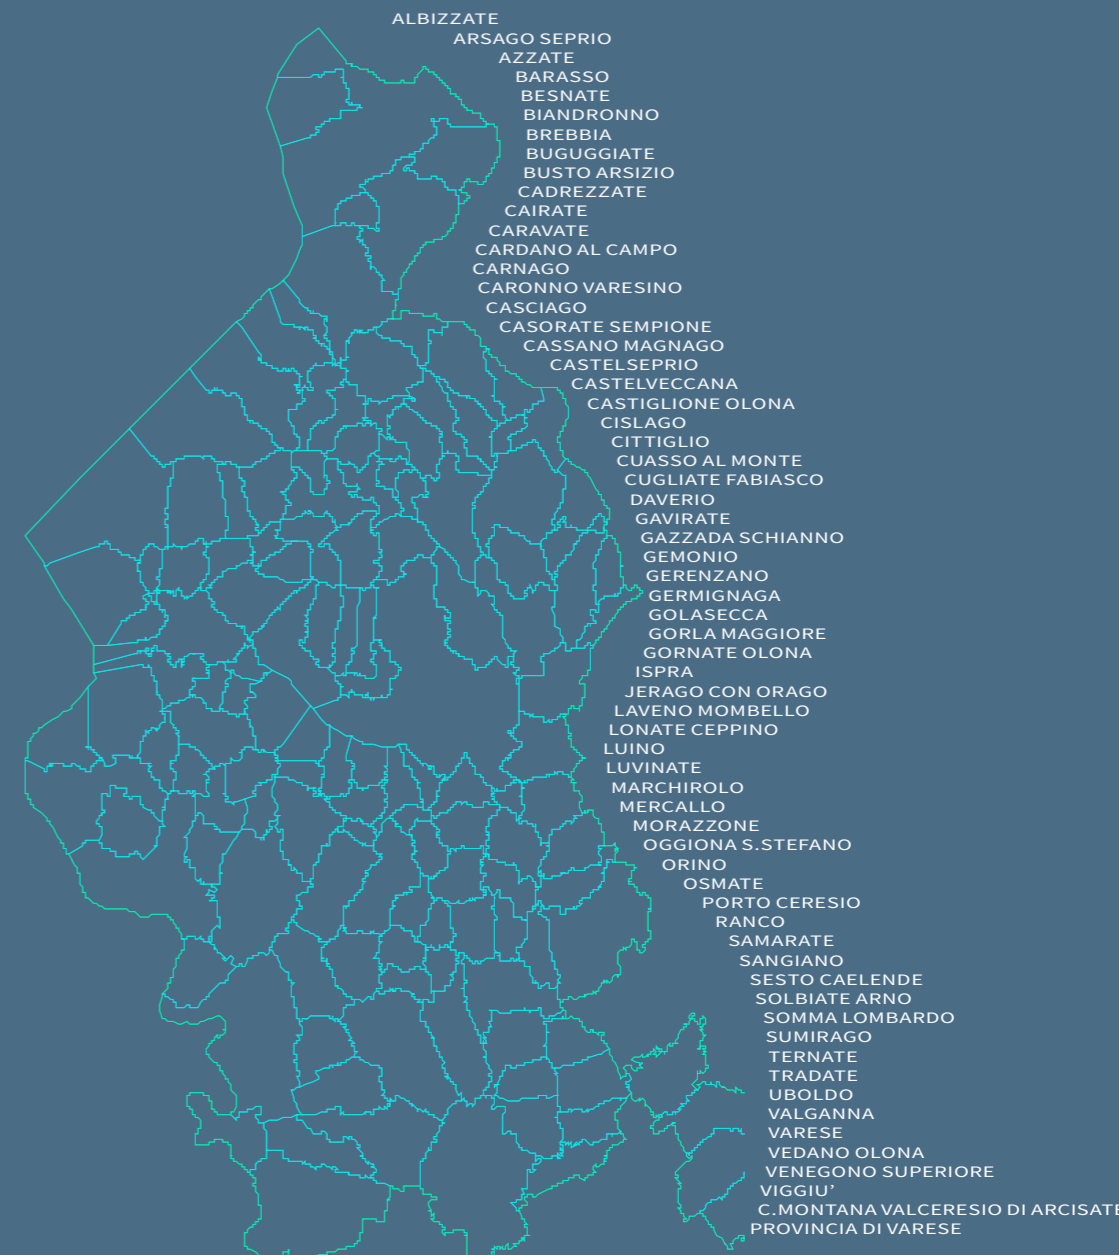 ALBIZZATE
ARSAGO SEPRIO
AZZATE
BARASSO
BESNATE
BIANDRONNO
BREBBIA
BUGUGGIATE
BUSTO ARSIZIO
CADREZZATE
CAIRATE
CARAVATE
CARDANO AL CAMPO
CARNAGO
CARONNO VARESINO
CASCIAGO
CASORATE SEMPIONE
CASSANO MAGNAGO
CASTELSEPRIO
CASTELVECCANA
CASTIGLIONE OLONA
CISLAGO
CITTIGLIO
CUASSO AL MONTE
CUGLIATE FABIASCO
DAVERIO
GAVIRATE
GAZZADA SCHIANNO
GEMONIO
GERENZANO
GERMIGNAGA
GOLASECCA
GORLA MAGGIORE
GORNATE OLONA
ISPRA
JERAGO CON ORAGO
LAVENO MOMBELLO
LONATE CEPPINO
LUINO
LUVINATE
MARCHIROLO
MERCALLO
MORAZZONE
OGGIONA S.STEFANO
ORINO
OSMATE
PORTO CERESIO
RANCO
SAMARATE
SANGIANO
SESTO CAELENDE
SOLBIATE ARNO
SOMMA LOMBARDO
SUMIRAGO
TERNATE
TRADATE
UBOLDO
VALGANNA
VARESE
VEDANO OLONA
VENEGONO SUPERIORE
VIGGIU’
C.MONTANA VALCERESIO DI ARCISATE
PROVINCIA DI VARESE